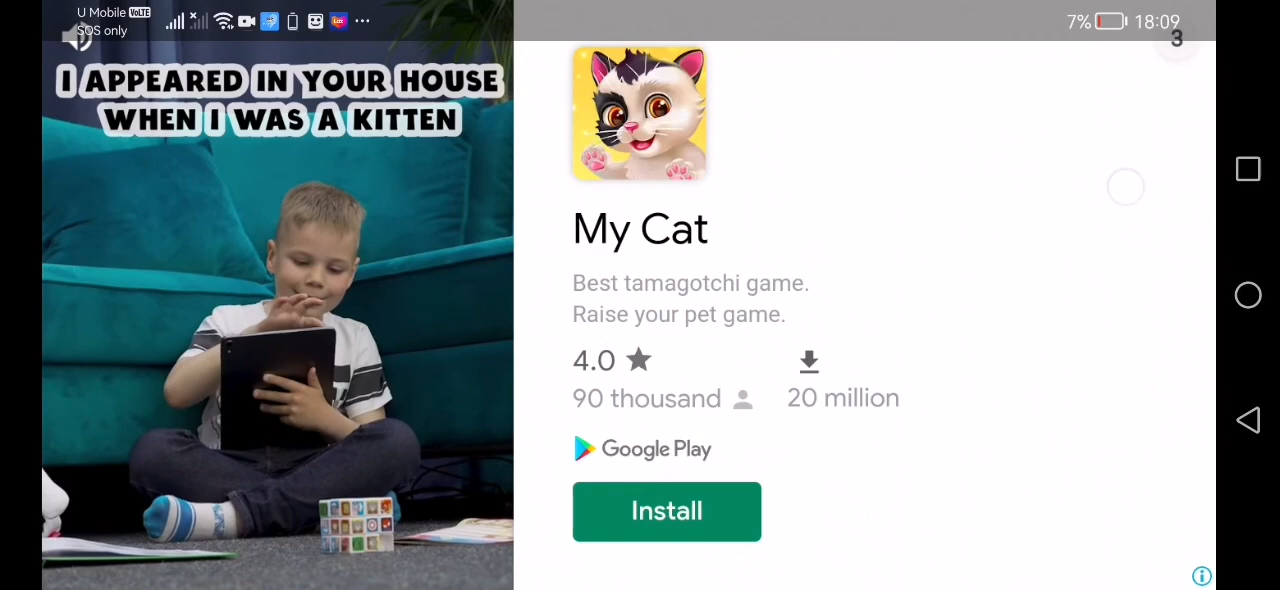 U Mobile VoLTE
SOS only
7% 18:09
3
I APPEARED IN YOUR HOUSE
WHEN I WAS A KITTEN
My Cat
Best tamagotchi game.
Raise your pet game.
4.0
90 thousand 20 million
Google Play
Install